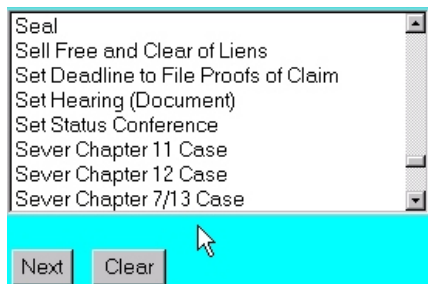 Seal
Sell Free and Clear of Liens
Set Deadline to File Proofs of Claim
Set Hearing (Document)
Set Status Conference
Sever Chapter 11 Case
Sever Chapter 12 Case
Sever Chapter 7/13 Case
Next Clear